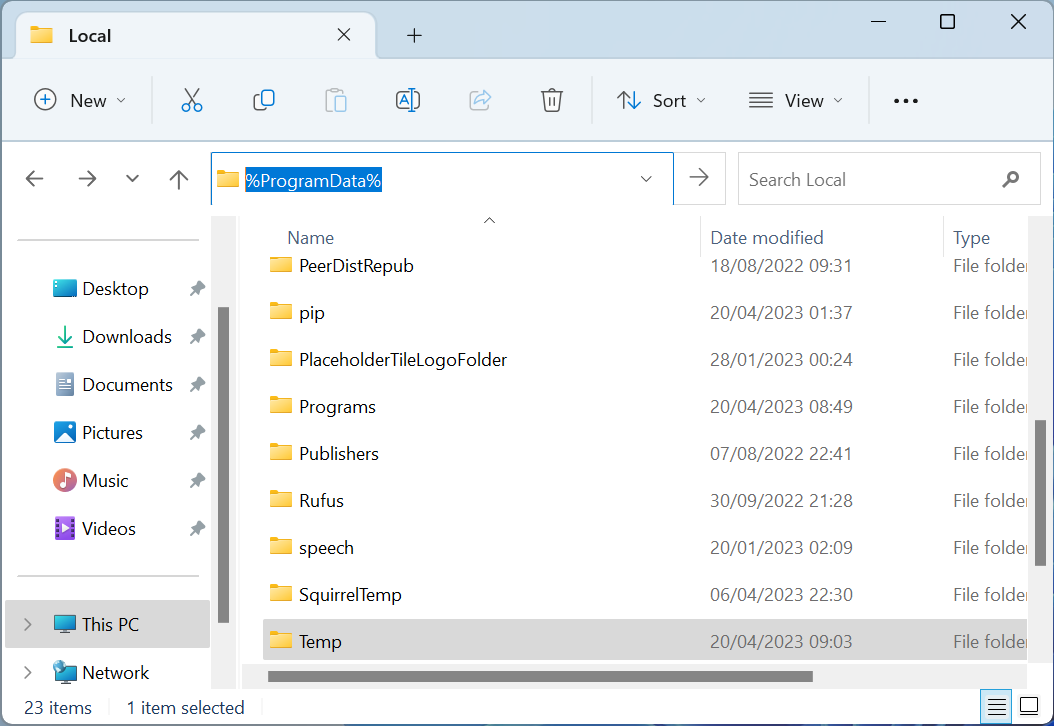 Local
New
Sort
View
%ProgramData%
Search Local
Name Date modified Type
PeerDistRepub 18/08/2022 09:31 File folder
Desktop
pip 20/04/2023 01:37 File folder
Downloads
PlaceholderTileLogoFolder 28/01/2023 00:24 File folder
Documents
Programs 20/04/2023 08:49 File folder
Pictures
Publishers 07/08/2022 22:41 File folder
Music
Rufus 30/09/2022 21:28 File folder
Videos
speech 20/01/2023 02:09 File folder
SquirrelTemp 06/04/2023 22:30 File folder
This PC
Temp 20/04/2023 09:03 File folder
Network
23 items 1 item selected